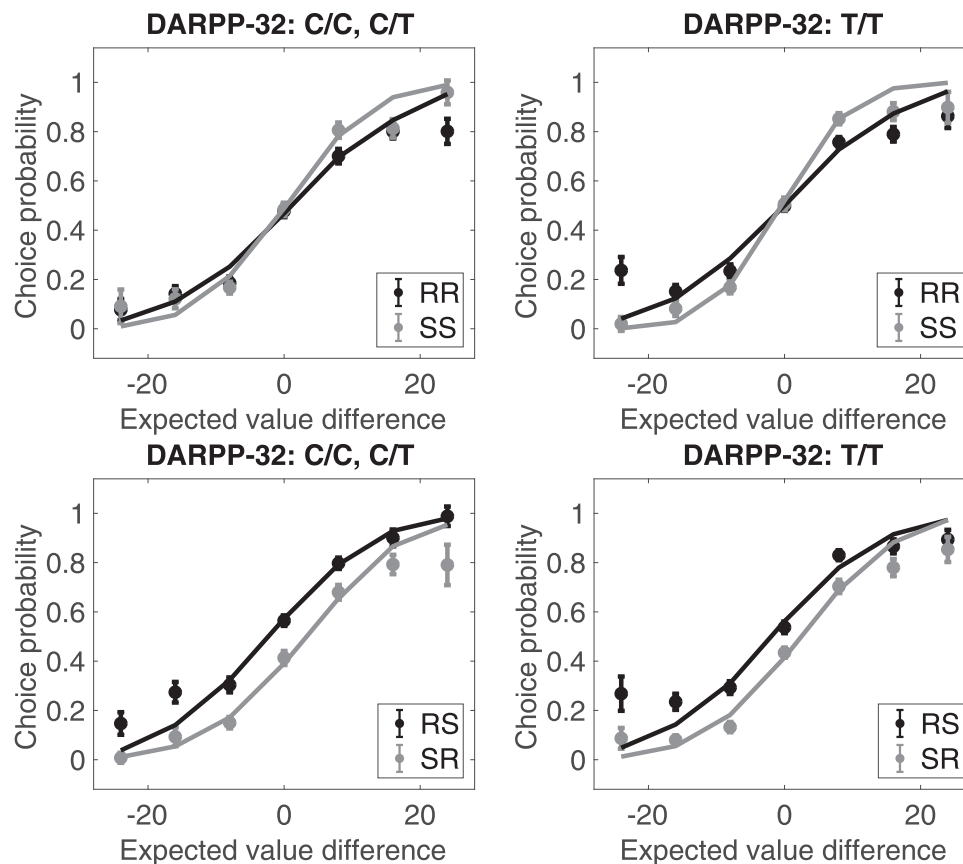 DARPP-32: C/C, C/T
Choice probability
1
0.8
0.6
0.4
0.2
0
RR
SS
-20
0
20
Expected value difference
DARPP-32: T/T
Choice probability
1
0.8
0.6
0.4
0.2
0
RR
SS
-20
0
20
Expected value difference
DARPP-32: C/C, C/T
Choice probability
1
0.8
0.6
0.4
0.2
0
RS
SR
-20
0
20
Expected value difference
DARPP-32: T/T
Choice probability
1
0.8
0.6
0.4
0.2
0
RS
SR
-20
0
20
Expected value difference